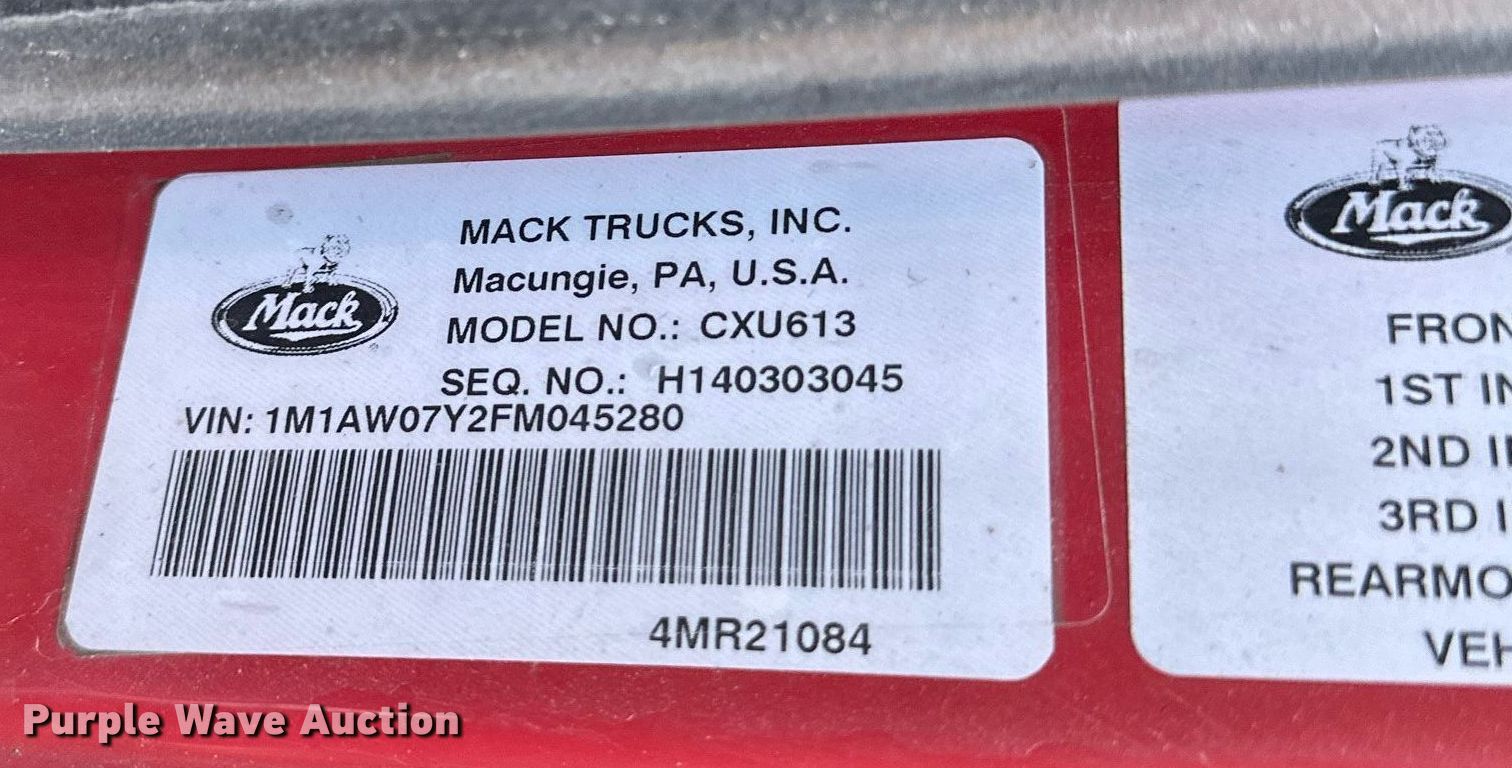 Mack
MACK TRUCKS, INC.
Macungie, PA, U.S.A.
MODEL NO.: CXU613
SEQ. NO.: H140303045
VIN: 1M1AW07Y2FM045280
4MR21084
Mack
FRON
1ST IN
2ND I
3RD I
REARMO
VEH
Purple Wave Auction